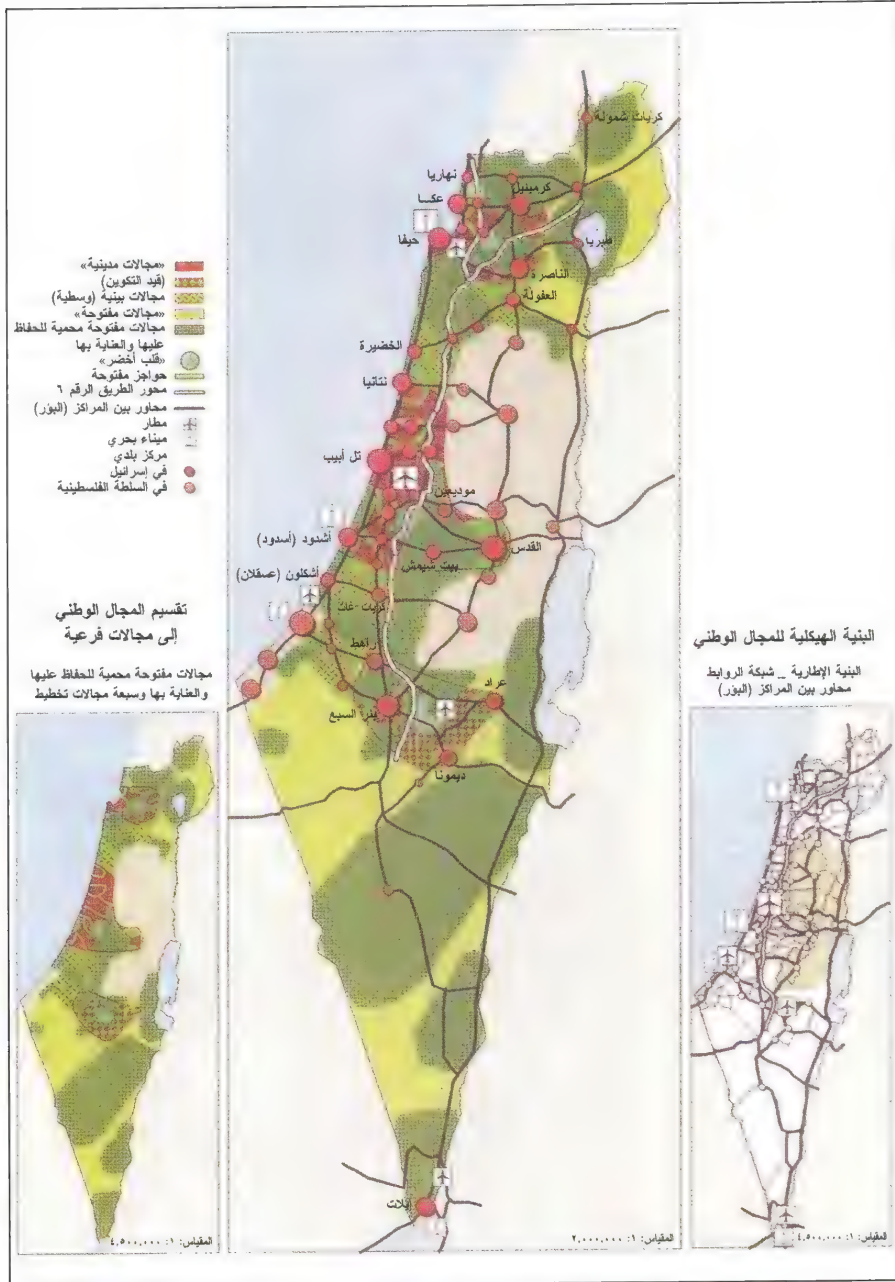 كريات شمولة
نهاريا
كرمئيل
عكا
حيفا
طبريا
الناصرة
العفولة
الخضيرة
نتانيا
تل أبيب
موديعين
أشدود (أسدود)
القدس
بيت شيمش
أشكلون (عسقلان)
كريات-غات
راهط
بئر السبع
عراد
ديمونا
إيلات
المقياس: ١: ٢,٠٠٠,٠٠٠
«مجالات مدينية»
(قيد التكوين)
مجالات بينية (وسطية)
«مجالات مفتوحة»
مجالات مفتوحة محمية للحفاظ
عليها والعناية بها
«قلب أخضر»
حواجز مفتوحة
محور الطريق الرقم ٦
محاور بين المراكز (البؤر)
مطار
ميناء بحري
مركز بلدي
في إسرائيل
في السلطة الفلسطينية
تقسيم المجال الوطني
إلى مجالات فرعية
مجالات مفتوحة محمية للحفاظ عليها
والعناية بها وسبعة مجالات تخطيط
المقياس: ١: ٤,٥٠٠,٠٠٠
البنية الهيكلية للمجال الوطني
البنية الإطارية _ شبكة الروابط
محاور بين المراكز (البؤر)
المقياس: ١: ٤,٥٠٠,٠٠٠